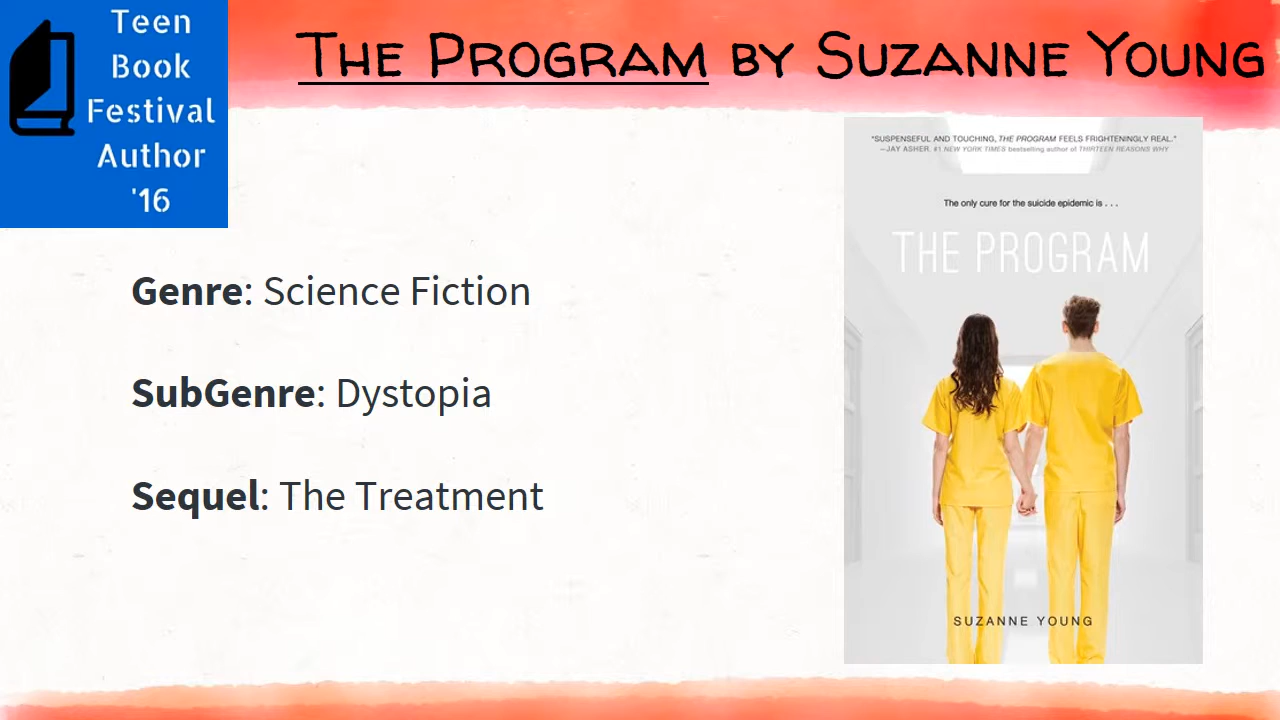 Teen
Book
Festival
Author
'16
The Program by Suzanne Young
Genre: Science Fiction
SubGenre: Dystopia
Sequel: The Treatment
"SUSPENSEFUL AND TOUCHING, THE PROGRAM FEELS FRIGHTENINGLY REAL."
—JAY ASHER, #1 NEW YORK TIMES bestselling author of THIRTEEN REASONS WHY
The only cure for the suicide epidemic is . . .
THE PROGRAM
SUZANNE YOUNG